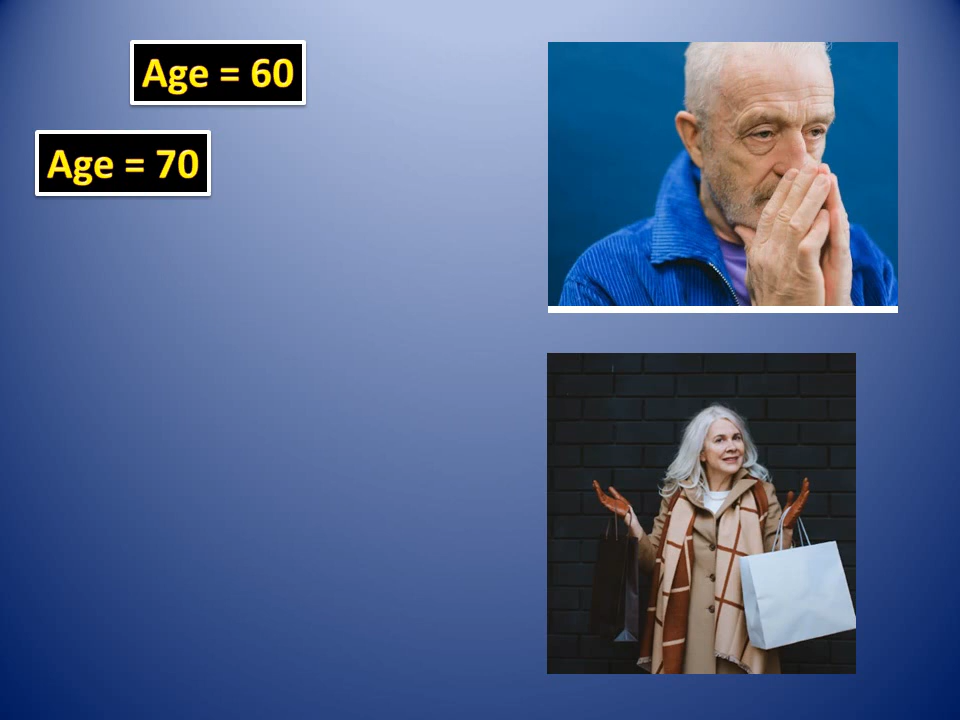 Age = 60
Age = 70